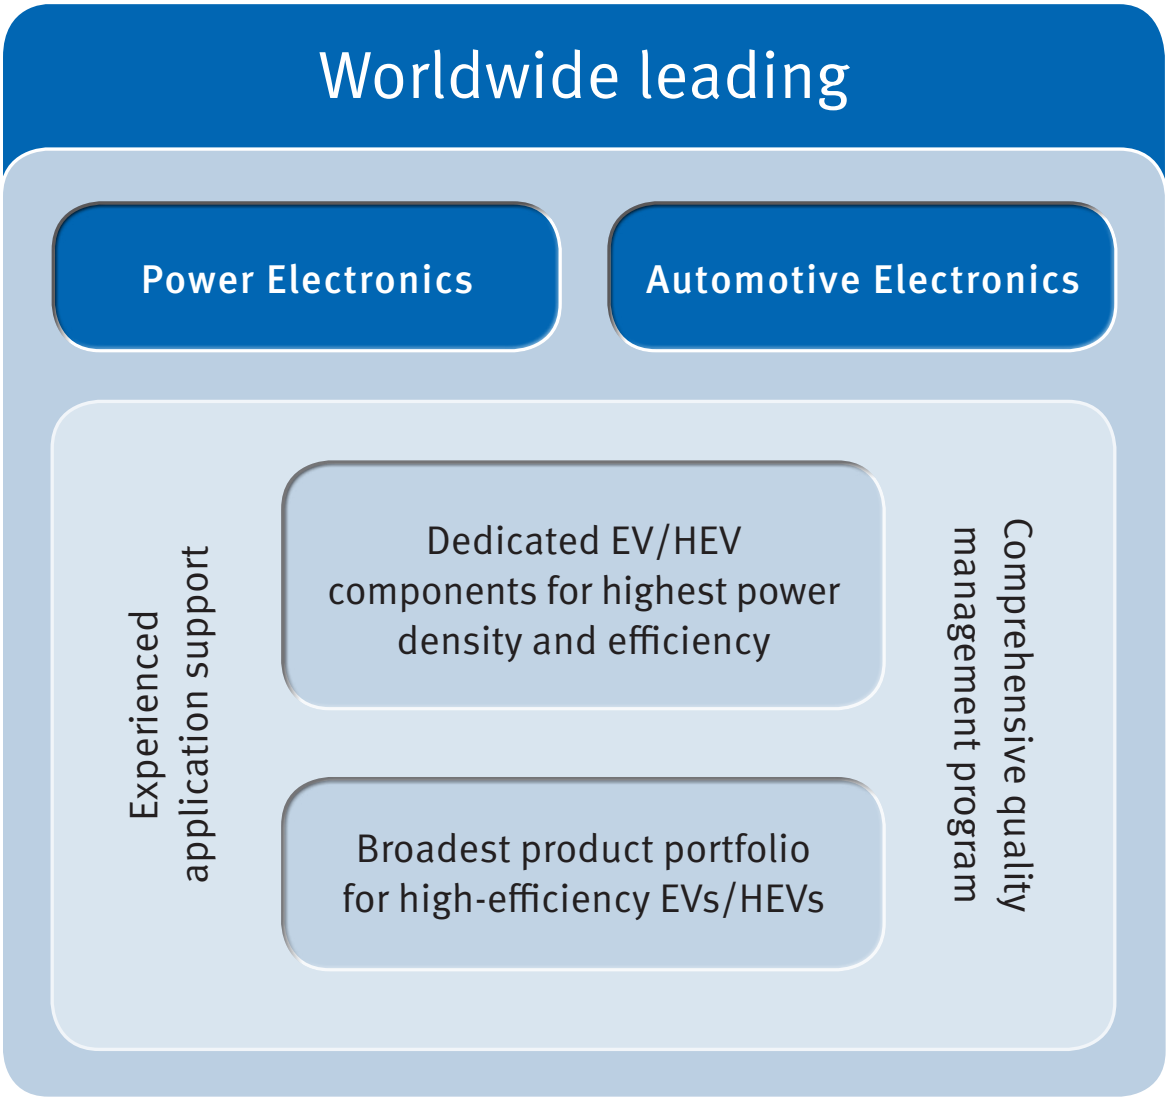 Worldwide leading
Power Electronics
Automotive Electronics
Experienced
application support
Dedicated EV/HEV
components for highest power
density and efficiency
Broadest product portfolio
for high-efficiency EVs/HEVs
Comprehensive quality
management program